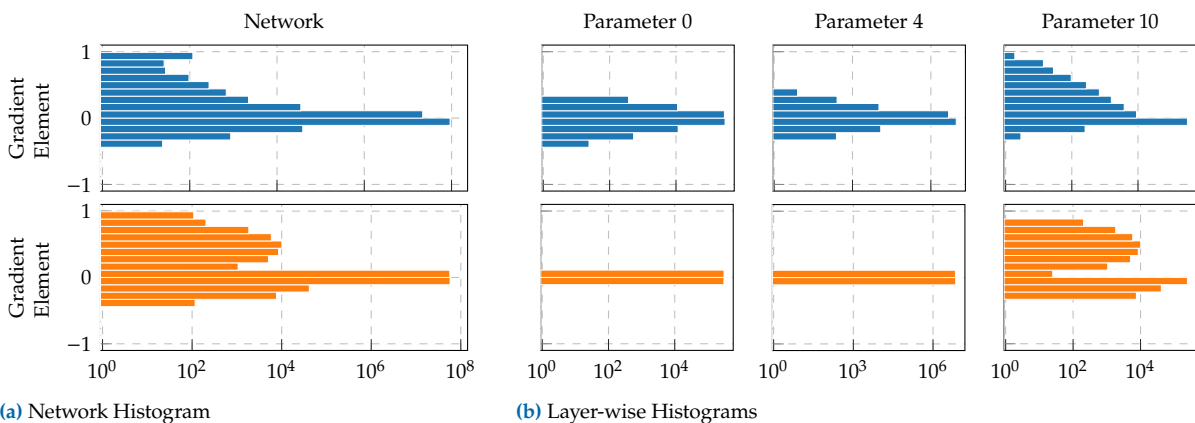 Network
Parameter 0
Parameter 4
Parameter 10
Gradient
Element
1
0
−1
Gradient
Element
1
0
−1
10^0 10^2 10^4 10^6 10^8
10^0 10^2 10^4
10^0 10^3 10^6
10^0 10^2 10^4
(a) Network Histogram
(b) Layer-wise Histograms